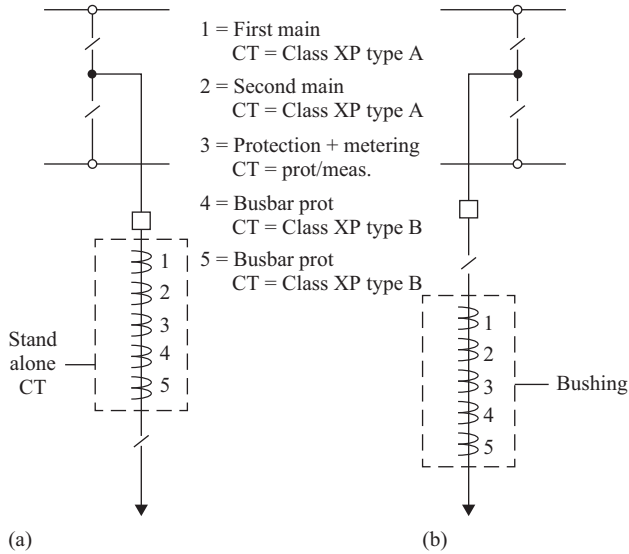 1 = First main
CT = Class XP type A
2 = Second main
CT = Class XP type A
3 = Protection + metering
CT = prot/meas.
4 = Busbar prot
CT = Class XP type B
5 = Busbar prot
CT = Class XP type B
1
2
3
4
5
Stand
alone
CT
1
2
3
4
5
Bushing
(a)
(b)